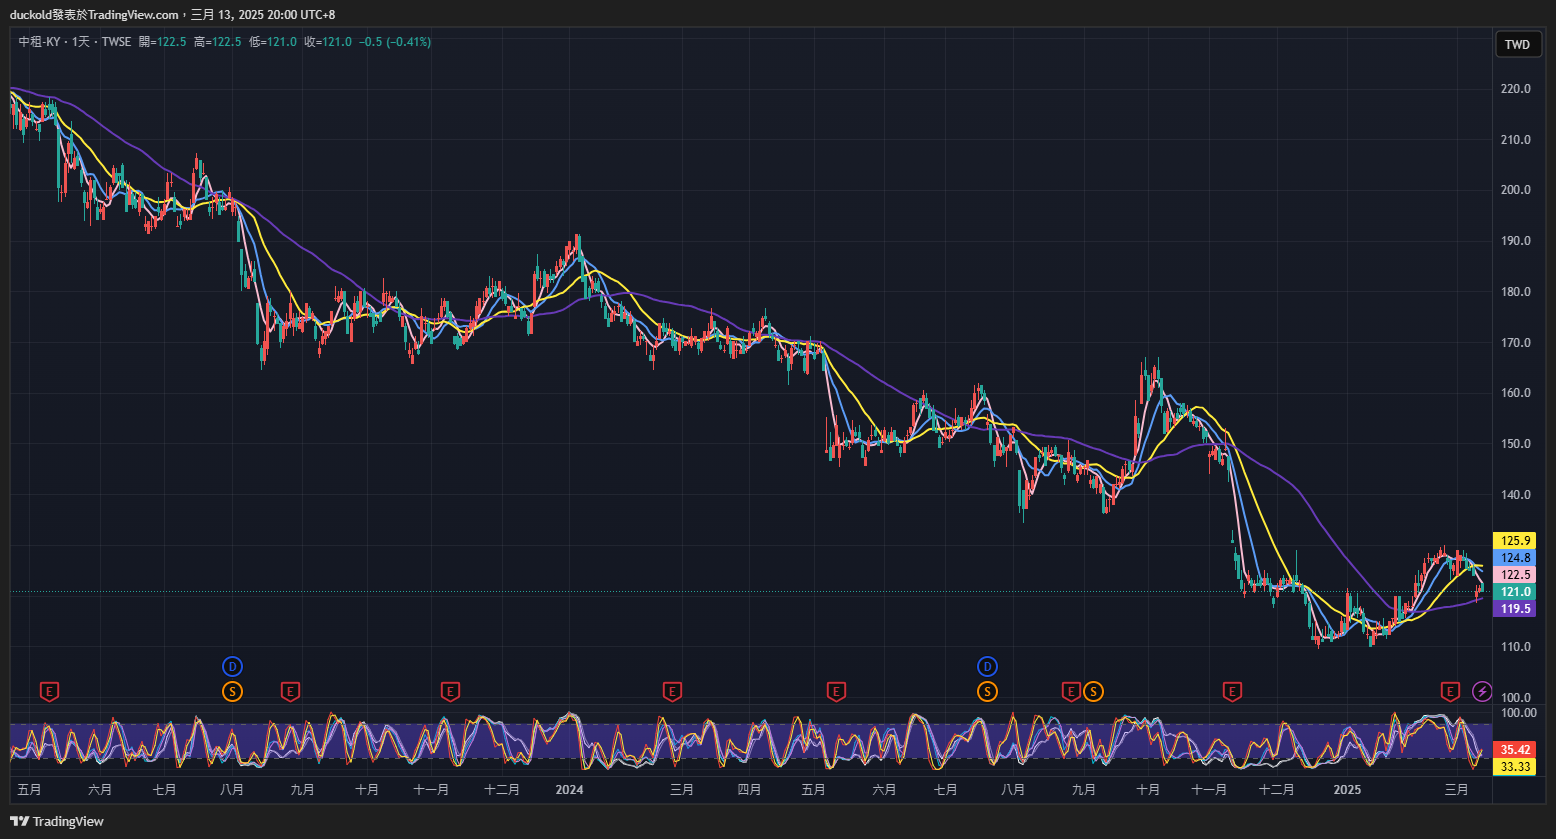 duckold發表於TradingView.com，三月 13, 2025 20:00 UTC+8
中租-KY · 1天 · TWSE 開=122.5 高=122.5 低=121.0 收=121.0 −0.5 (−0.41%)
TWD
220.0
210.0
200.0
190.0
180.0
170.0
160.0
150.0
140.0
125.9
124.8
122.5
121.0
119.5
110.0
D D
E S E E E E S E S E E
100.0
100.00
35.42
33.33
五月 六月 七月 八月 九月 十月 十一月 十二月 2024 三月 四月 五月 六月 七月 八月 九月 十月 十一月 十二月 2025 三月
TradingView